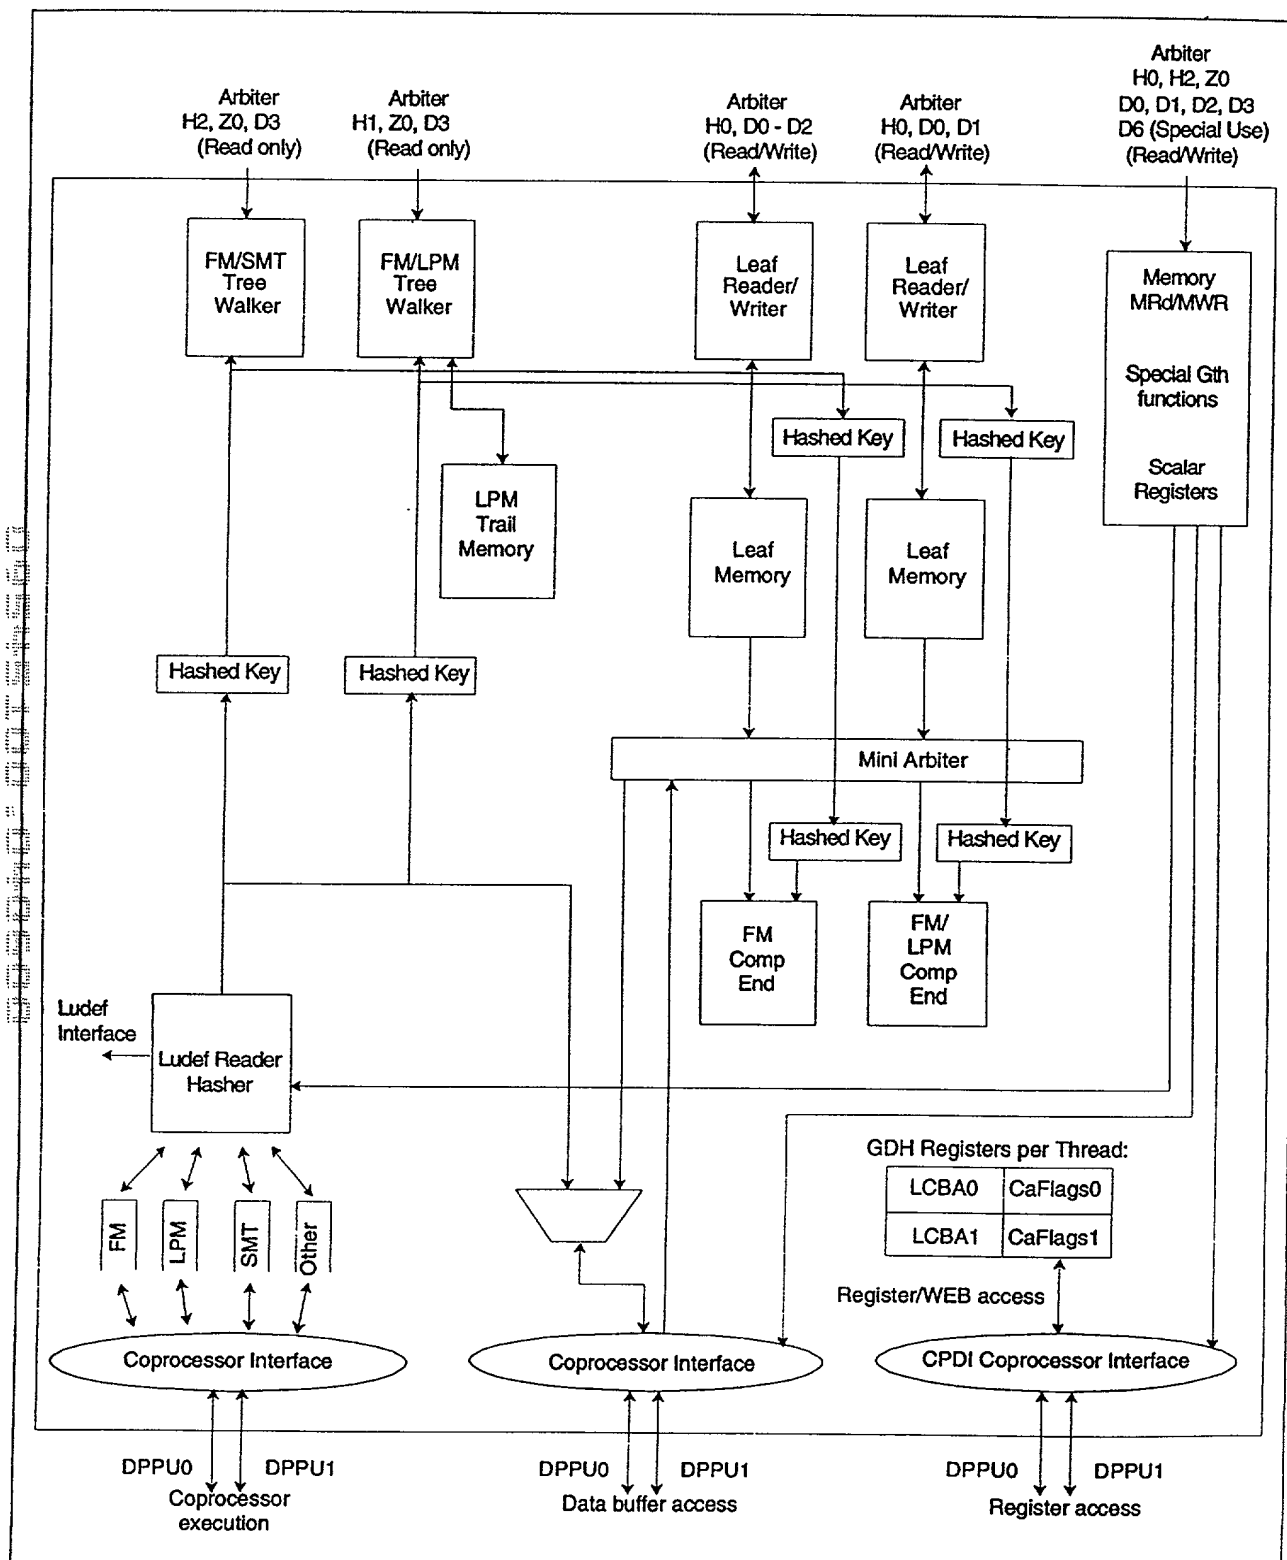 Arbiter
H2, Z0, D3
(Read only)
Arbiter
H1, Z0, D3
(Read only)
Arbiter
H0, D0 - D2
(Read/Write)
Arbiter
H0, D0, D1
(Read/Write)
Arbiter
H0, H2, Z0
D0, D1, D2, D3
D6 (Special Use)
(Read/Write)
FM/SMT
Tree
Walker
FM/LPM
Tree
Walker
Leaf
Reader/
Writer
Leaf
Reader/
Writer
Memory
MRd/MWR
Special Gth
functions
Scalar
Registers
Hashed Key
Hashed Key
LPM
Trail
Memory
Leaf
Memory
Leaf
Memory
Hashed Key
Hashed Key
Mini Arbiter
Hashed Key
Hashed Key
FM
Comp
End
FM/
LPM
Comp
End
Ludef
Interface
Ludef Reader
Hasher
GDH Registers per Thread:
LCBA0 CaFlags0
LCBA1 CaFlags1
FM
LPM
SMT
Other
Register/WEB access
Coprocessor Interface
Coprocessor Interface
CPDI Coprocessor Interface
DPPU0 DPPU1
Coprocessor
execution
DPPU0 DPPU1
Data buffer access
DPPU0 DPPU1
Register access